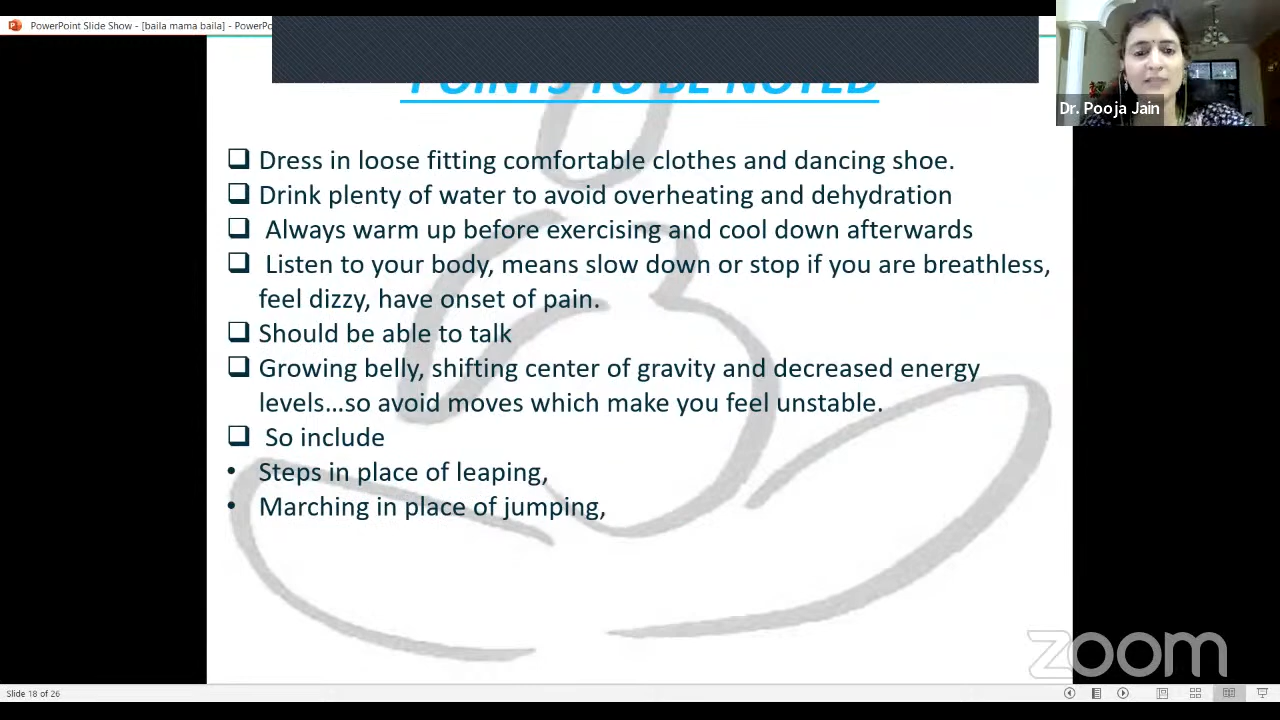 PowerPoint Slide Show - [baila mama baila] - PowerPo
Dr. Pooja Jain
POINTS TO BE NOTED
❑ Dress in loose fitting comfortable clothes and dancing shoe.
❑ Drink plenty of water to avoid overheating and dehydration
❑ Always warm up before exercising and cool down afterwards
❑ Listen to your body, means slow down or stop if you are breathless,
feel dizzy, have onset of pain.
❑ Should be able to talk
❑ Growing belly, shifting center of gravity and decreased energy
levels...so avoid moves which make you feel unstable.
❑ So include
• Steps in place of leaping,
• Marching in place of jumping,
zoom
Slide 18 of 26